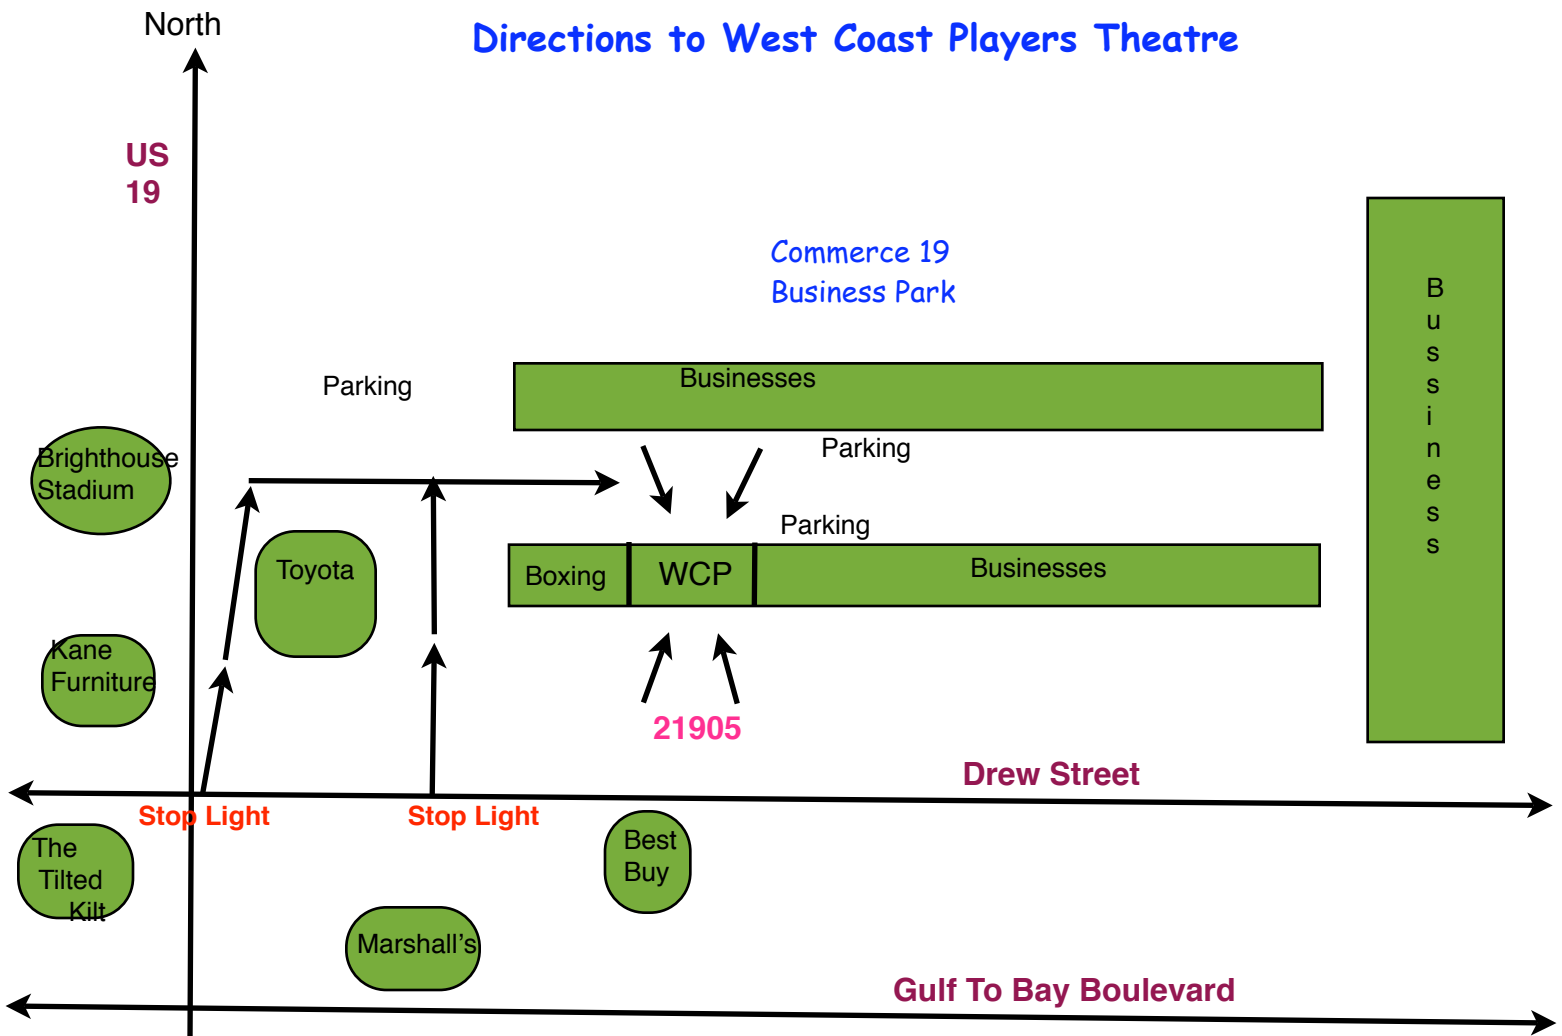 North
Directions to West Coast Players Theatre
US
19
Commerce 19
Business Park
B
u
s
s
i
n
e
s
s
Parking
Businesses
Parking
Brighthouse
Stadium
Parking
Toyota
Boxing
WCP
Businesses
Kane
Furniture
21905
Drew Street
Stop Light
Stop Light
The
Tilted
Kilt
Best
Buy
Marshall's
Gulf To Bay Boulevard